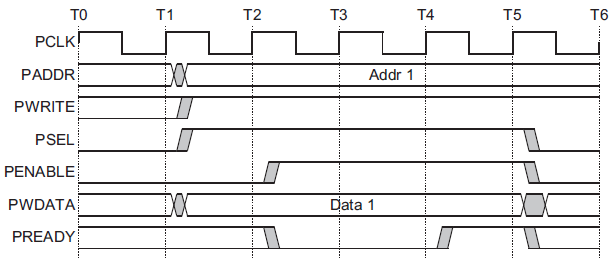 T0 T1 T2 T3 T4 T5 T6
PCLK
PADDR Addr 1
PWRITE
PSEL
PENABLE
PWDATA Data 1
PREADY